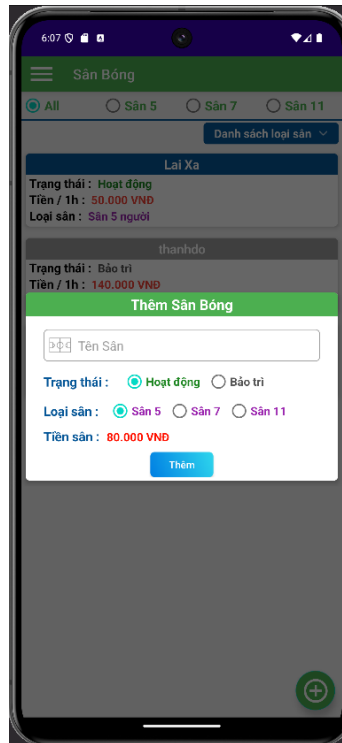 6:07
Sân Bóng
All Sân 5 Sân 7 Sân 11
Danh sách loại sân
Lai Xa
Trạng thái : Hoạt động
Tiền / 1h : 50.000 VNĐ
Loại sân : Sân 5 người
thanhdo
Trạng thái : Bảo trì
Tiền / 1h : 140.000 VNĐ
Thêm Sân Bóng
Tên Sân
Trạng thái : Hoạt động Bảo trì
Loại sân : Sân 5 Sân 7 Sân 11
Tiền sân : 80.000 VNĐ
Thêm